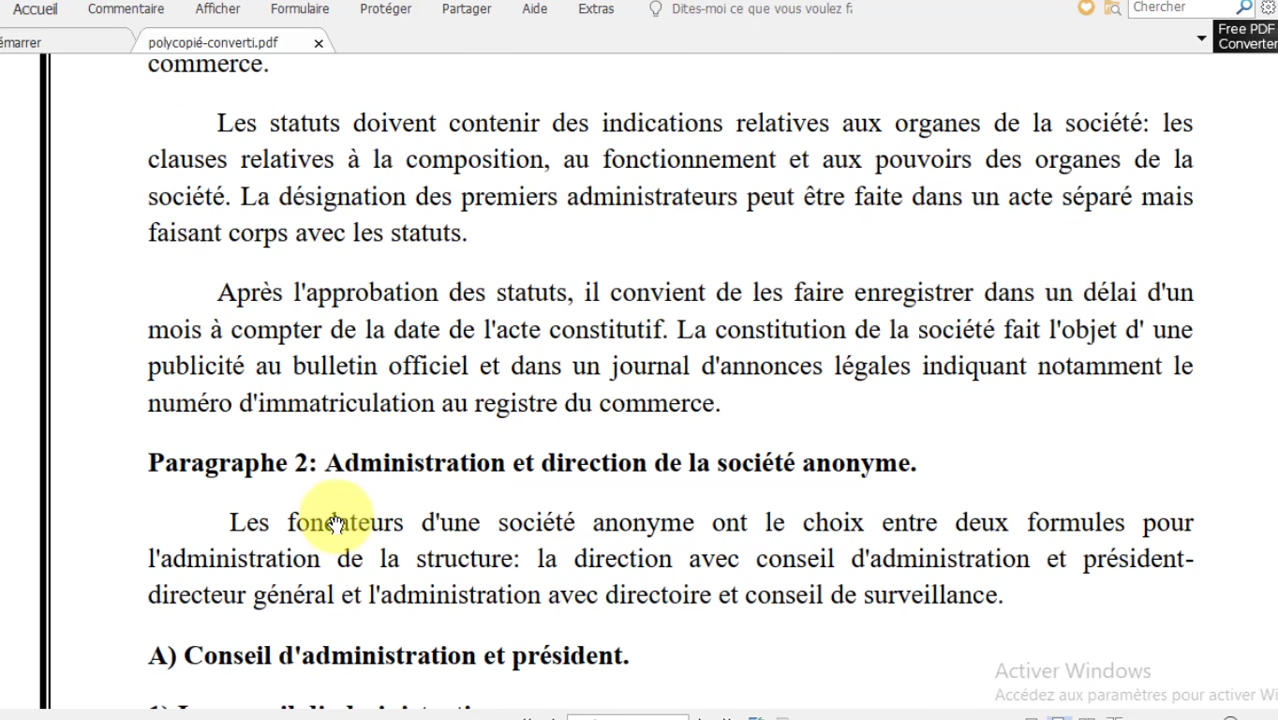 Accueil Commentaire Afficher Formulaire Protéger Partager Aide Extras Dites-moi ce que vous voulez f Chercher
émarrer polycopié-converti.pdf × Free PDF
Converter
commerce.
Les statuts doivent contenir des indications relatives aux organes de la société: les
clauses relatives à la composition, au fonctionnement et aux pouvoirs des organes de la
société. La désignation des premiers administrateurs peut être faite dans un acte séparé mais
faisant corps avec les statuts.
Après l'approbation des statuts, il convient de les faire enregistrer dans un délai d'un
mois à compter de la date de l'acte constitutif. La constitution de la société fait l'objet d' une
publicité au bulletin officiel et dans un journal d'annonces légales indiquant notamment le
numéro d'immatriculation au registre du commerce.
Paragraphe 2: Administration et direction de la société anonyme.
Les fondateurs d'une société anonyme ont le choix entre deux formules pour
l'administration de la structure: la direction avec conseil d'administration et président-
directeur général et l'administration avec directoire et conseil de surveillance.
A) Conseil d'administration et président.
Activer Windows
Accédez aux paramètres pour activer Wi